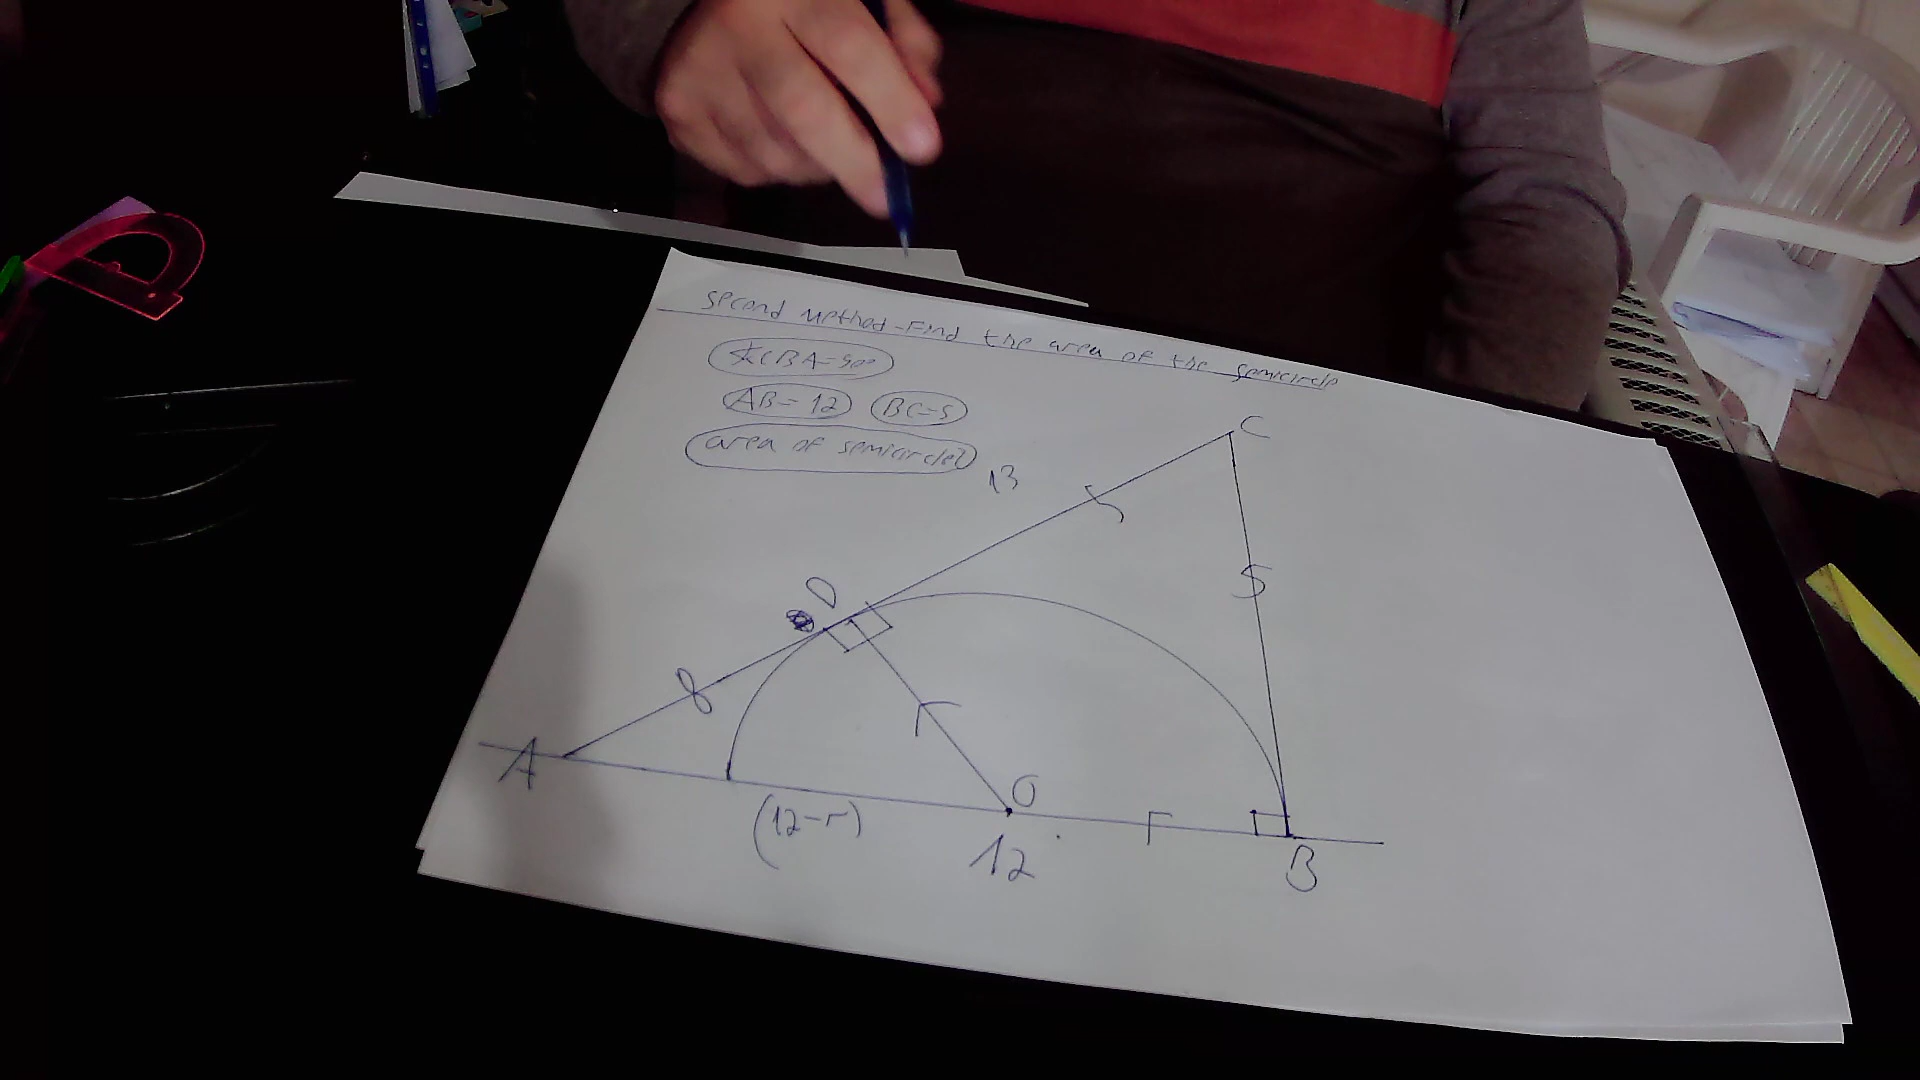 second method-Find the area of the semicircle
∢CBA=90°
AB=12 BC=5
area of semicircle?
C
13
5
5
D
8
r
A
O
(12-r)
r
12
B